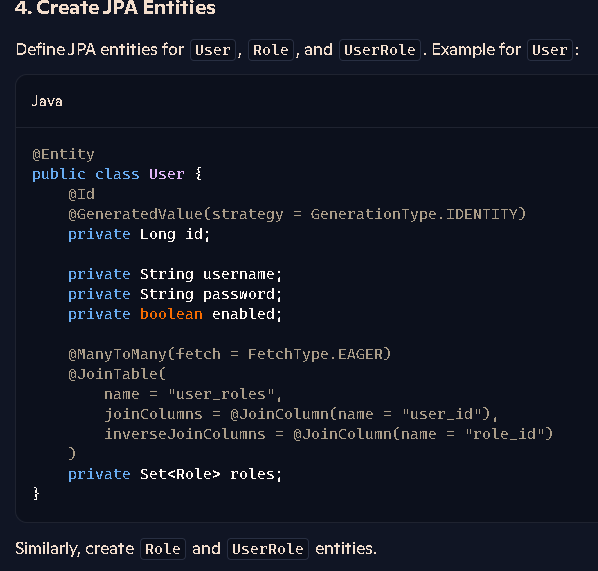 4. Create JPA Entities
Define JPA entities for User, Role, and UserRole. Example for User:
Java
@Entity
public class User {
    @Id
    @GeneratedValue(strategy = GenerationType.IDENTITY)
    private Long id;

    private String username;
    private String password;
    private boolean enabled;

    @ManyToMany(fetch = FetchType.EAGER)
    @JoinTable(
        name = "user_roles",
        joinColumns = @JoinColumn(name = "user_id"),
        inverseJoinColumns = @JoinColumn(name = "role_id")
    )
    private Set<Role> roles;
}
Similarly, create Role and UserRole entities.